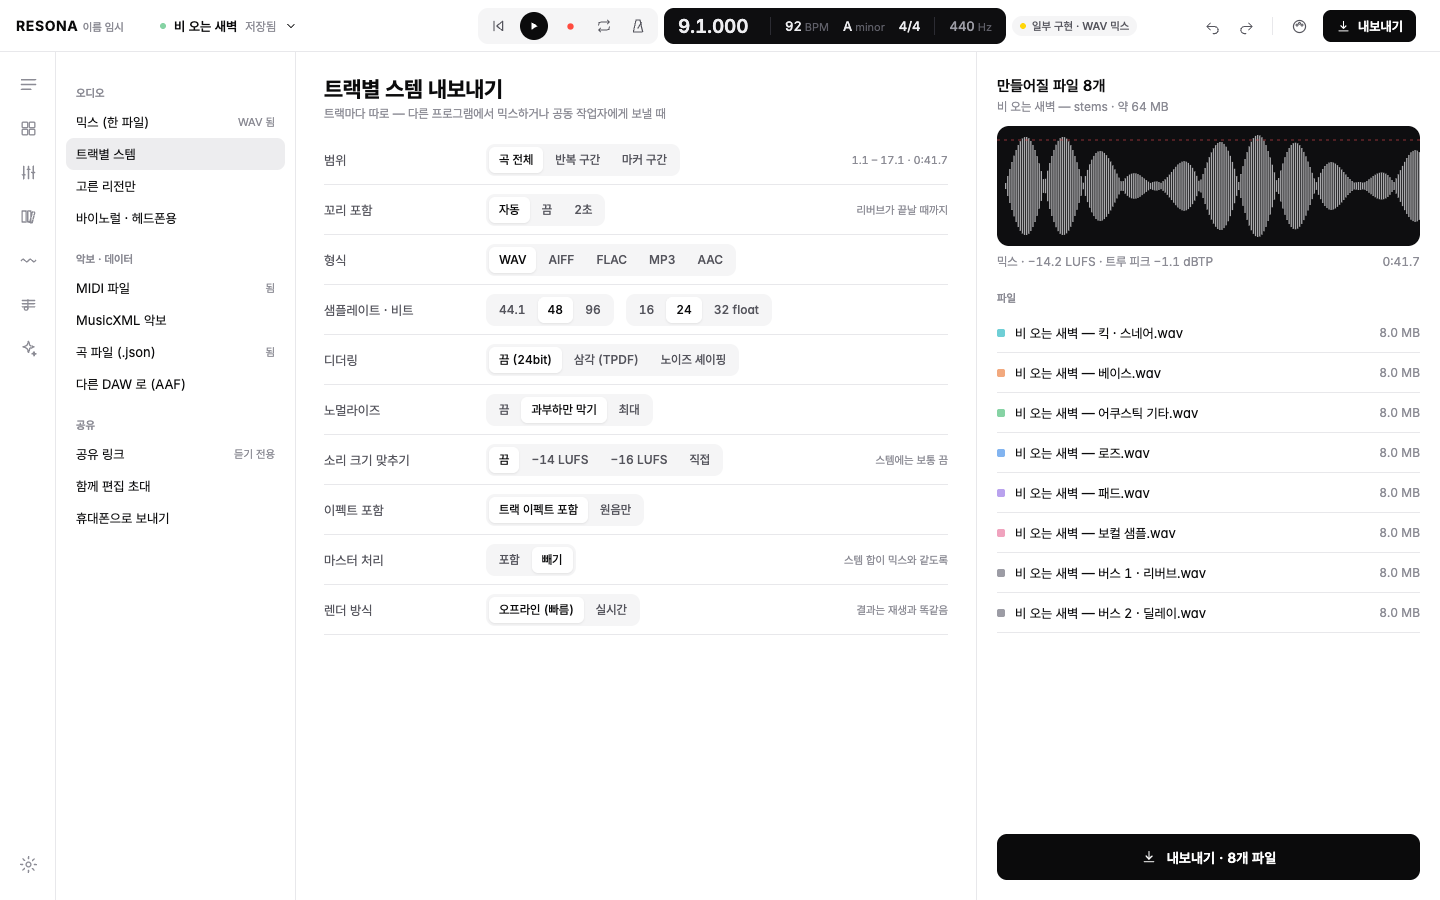 RESONA 이름 임시
비 오는 새벽 저장됨
9.1.000 92 BPM A minor 4/4 440 Hz
일부 구현 · WAV 믹스
내보내기
오디오
믹스 (한 파일) WAV 됨
트랙별 스템
고른 리전만
바이노럴 · 헤드폰용
악보 · 데이터
MIDI 파일 됨
MusicXML 악보
곡 파일 (.json) 됨
다른 DAW 로 (AAF)
공유
공유 링크 듣기 전용
함께 편집 초대
휴대폰으로 보내기
트랙별 스템 내보내기
트랙마다 따로 — 다른 프로그램에서 믹스하거나 공동 작업자에게 보낼 때
범위 곡 전체 반복 구간 마커 구간 1.1 – 17.1 · 0:41.7
꼬리 포함 자동 끔 2초 리버브가 끝날 때까지
형식 WAV AIFF FLAC MP3 AAC
샘플레이트 · 비트 44.1 48 96 16 24 32 float
디더링 끔 (24bit) 삼각 (TPDF) 노이즈 셰이핑
노멀라이즈 끔 과부하만 막기 최대
소리 크기 맞추기 끔 −14 LUFS −16 LUFS 직접 스템에는 보통 끔
이펙트 포함 트랙 이펙트 포함 원음만
마스터 처리 포함 빼기 스템 합이 믹스와 같도록
렌더 방식 오프라인 (빠름) 실시간 결과는 재생과 똑같음
만들어질 파일 8개
비 오는 새벽 — stems · 약 64 MB
믹스 · −14.2 LUFS · 트루 피크 −1.1 dBTP 0:41.7
파일
비 오는 새벽 — 킥 · 스네어.wav 8.0 MB
비 오는 새벽 — 베이스.wav 8.0 MB
비 오는 새벽 — 어쿠스틱 기타.wav 8.0 MB
비 오는 새벽 — 로즈.wav 8.0 MB
비 오는 새벽 — 패드.wav 8.0 MB
비 오는 새벽 — 보컬 샘플.wav 8.0 MB
비 오는 새벽 — 버스 1 · 리버브.wav 8.0 MB
비 오는 새벽 — 버스 2 · 딜레이.wav 8.0 MB
내보내기 · 8개 파일